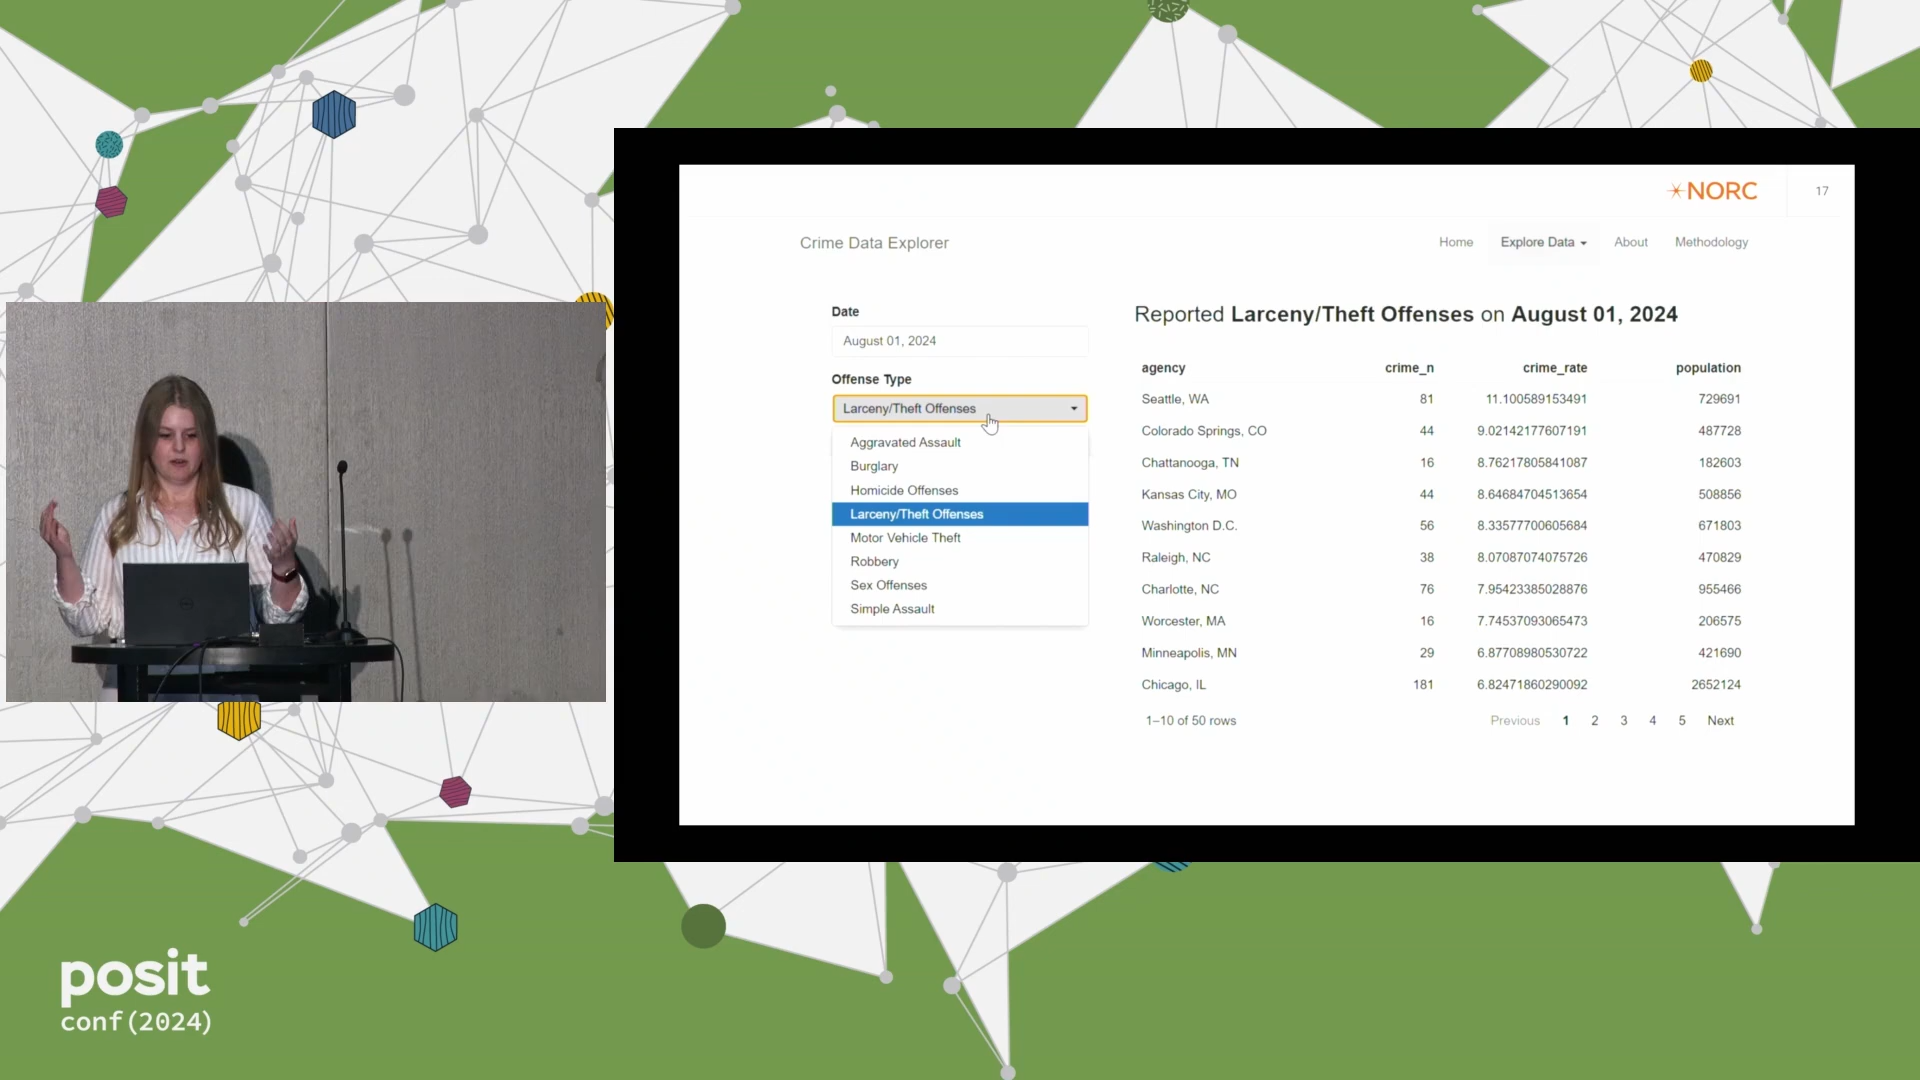 NORC 17
Crime Data Explorer Home Explore Data About Methodology
Date
August 01, 2024
Offense Type
Larceny/Theft Offenses
Aggravated Assault
Burglary
Homicide Offenses
Larceny/Theft Offenses
Motor Vehicle Theft
Robbery
Sex Offenses
Simple Assault
Reported Larceny/Theft Offenses on August 01, 2024
agency crime_n crime_rate population
Seattle, WA 81 11.100589153491 729691
Colorado Springs, CO 44 9.02142177607191 487728
Chattanooga, TN 16 8.76217805841087 182603
Kansas City, MO 44 8.64684704513654 508856
Washington D.C. 56 8.33577700605684 671803
Raleigh, NC 38 8.07087074075726 470829
Charlotte, NC 76 7.95423385028876 955466
Worcester, MA 16 7.74537093065473 206575
Minneapolis, MN 29 6.87708980530722 421690
Chicago, IL 181 6.82471860290092 2652124
1–10 of 50 rows Previous 1 2 3 4 5 Next
posit
conf(2024)